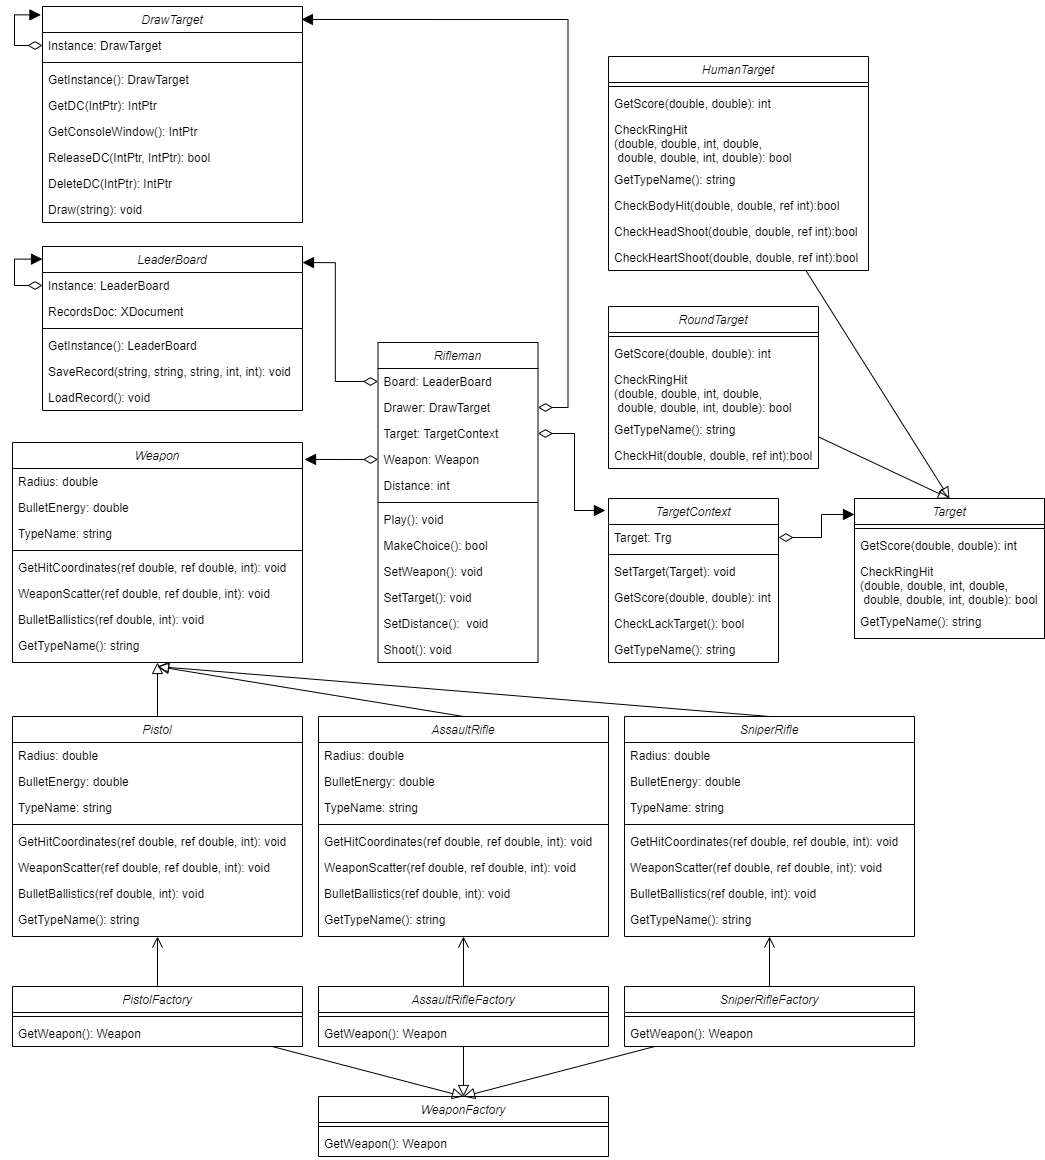 DrawTarget
Instance: DrawTarget
GetInstance(): DrawTarget
GetDC(IntPtr): IntPtr
GetConsoleWindow(): IntPtr
ReleaseDC(IntPtr, IntPtr): bool
DeleteDC(IntPtr): IntPtr
Draw(string): void
HumanTarget
GetScore(double, double): int
CheckRingHit
(double, double, int, double,
double, double, int, double): bool
GetTypeName(): string
CheckBodyHit(double, double, ref int):bool
CheckHeadShoot(double, double, ref int):bool
CheckHeartShoot(double, double, ref int):bool
LeaderBoard
Instance: LeaderBoard
RecordsDoc: XDocument
GetInstance(): LeaderBoard
SaveRecord(string, string, string, int, int): void
LoadRecord(): void
RoundTarget
GetScore(double, double): int
CheckRingHit
(double, double, int, double,
double, double, int, double): bool
GetTypeName(): string
CheckHit(double, double, ref int):bool
Rifleman
Board: LeaderBoard
Drawer: DrawTarget
Target: TargetContext
Weapon: Weapon
Distance: int
Play(): void
MakeChoice(): bool
SetWeapon(): void
SetTarget(): void
SetDistance(): void
Shoot(): void
Weapon
Radius: double
BulletEnergy: double
TypeName: string
GetHitCoordinates(ref double, ref double, int): void
WeaponScatter(ref double, ref double, int): void
BulletBallistics(ref double, int): void
GetTypeName(): string
TargetContext
Target: Trg
SetTarget(Target): void
GetScore(double, double): int
CheckLackTarget(): bool
GetTypeName(): string
Target
GetScore(double, double): int
CheckRingHit
(double, double, int, double,
double, double, int, double): bool
GetTypeName(): string
Pistol
Radius: double
BulletEnergy: double
TypeName: string
GetHitCoordinates(ref double, ref double, int): void
WeaponScatter(ref double, ref double, int): void
BulletBallistics(ref double, int): void
GetTypeName(): string
AssaultRifle
Radius: double
BulletEnergy: double
TypeName: string
GetHitCoordinates(ref double, ref double, int): void
WeaponScatter(ref double, ref double, int): void
BulletBallistics(ref double, int): void
GetTypeName(): string
SniperRifle
Radius: double
BulletEnergy: double
TypeName: string
GetHitCoordinates(ref double, ref double, int): void
WeaponScatter(ref double, ref double, int): void
BulletBallistics(ref double, int): void
GetTypeName(): string
PistolFactory
GetWeapon(): Weapon
AssaultRifleFactory
GetWeapon(): Weapon
SniperRifleFactory
GetWeapon(): Weapon
WeaponFactory
GetWeapon(): Weapon